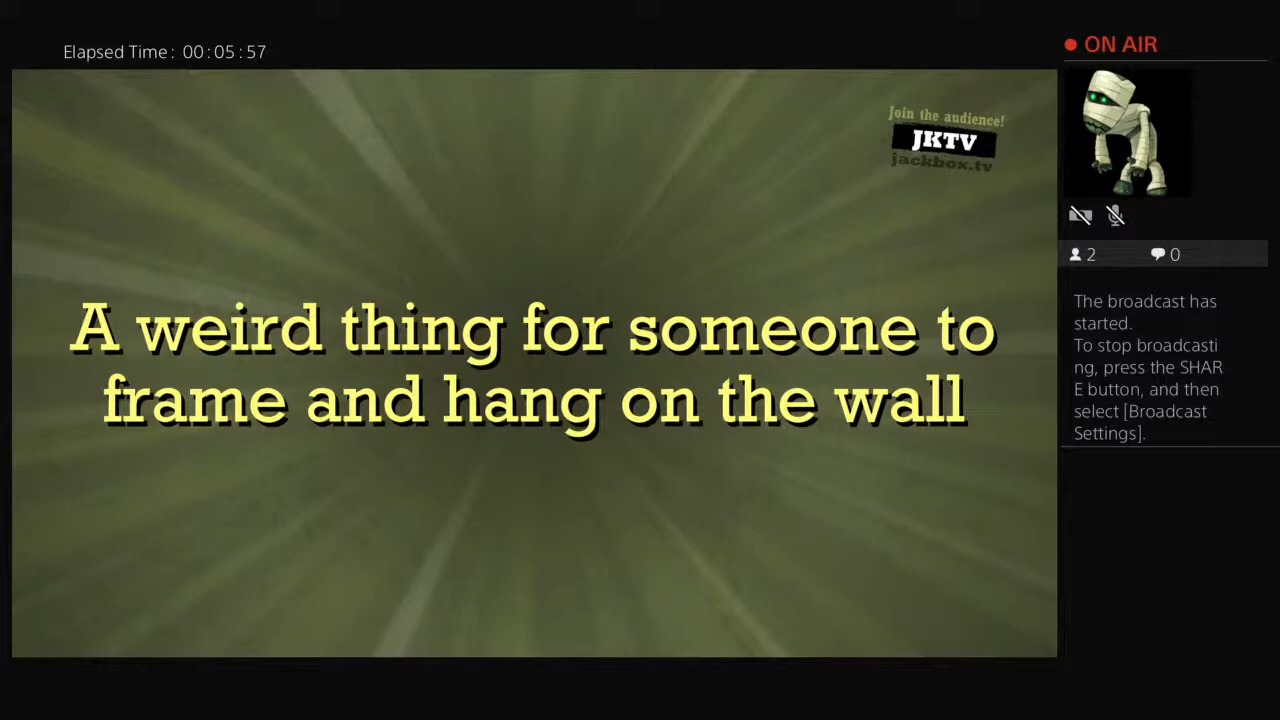 Elapsed Time: 00:05:57
ON AIR
Join the audience!
JKTV
jackbox.tv
A weird thing for someone to
frame and hang on the wall
2
0
The broadcast has
started.
To stop broadcasti
ng, press the SHAR
E button, and then
select [Broadcast
Settings].